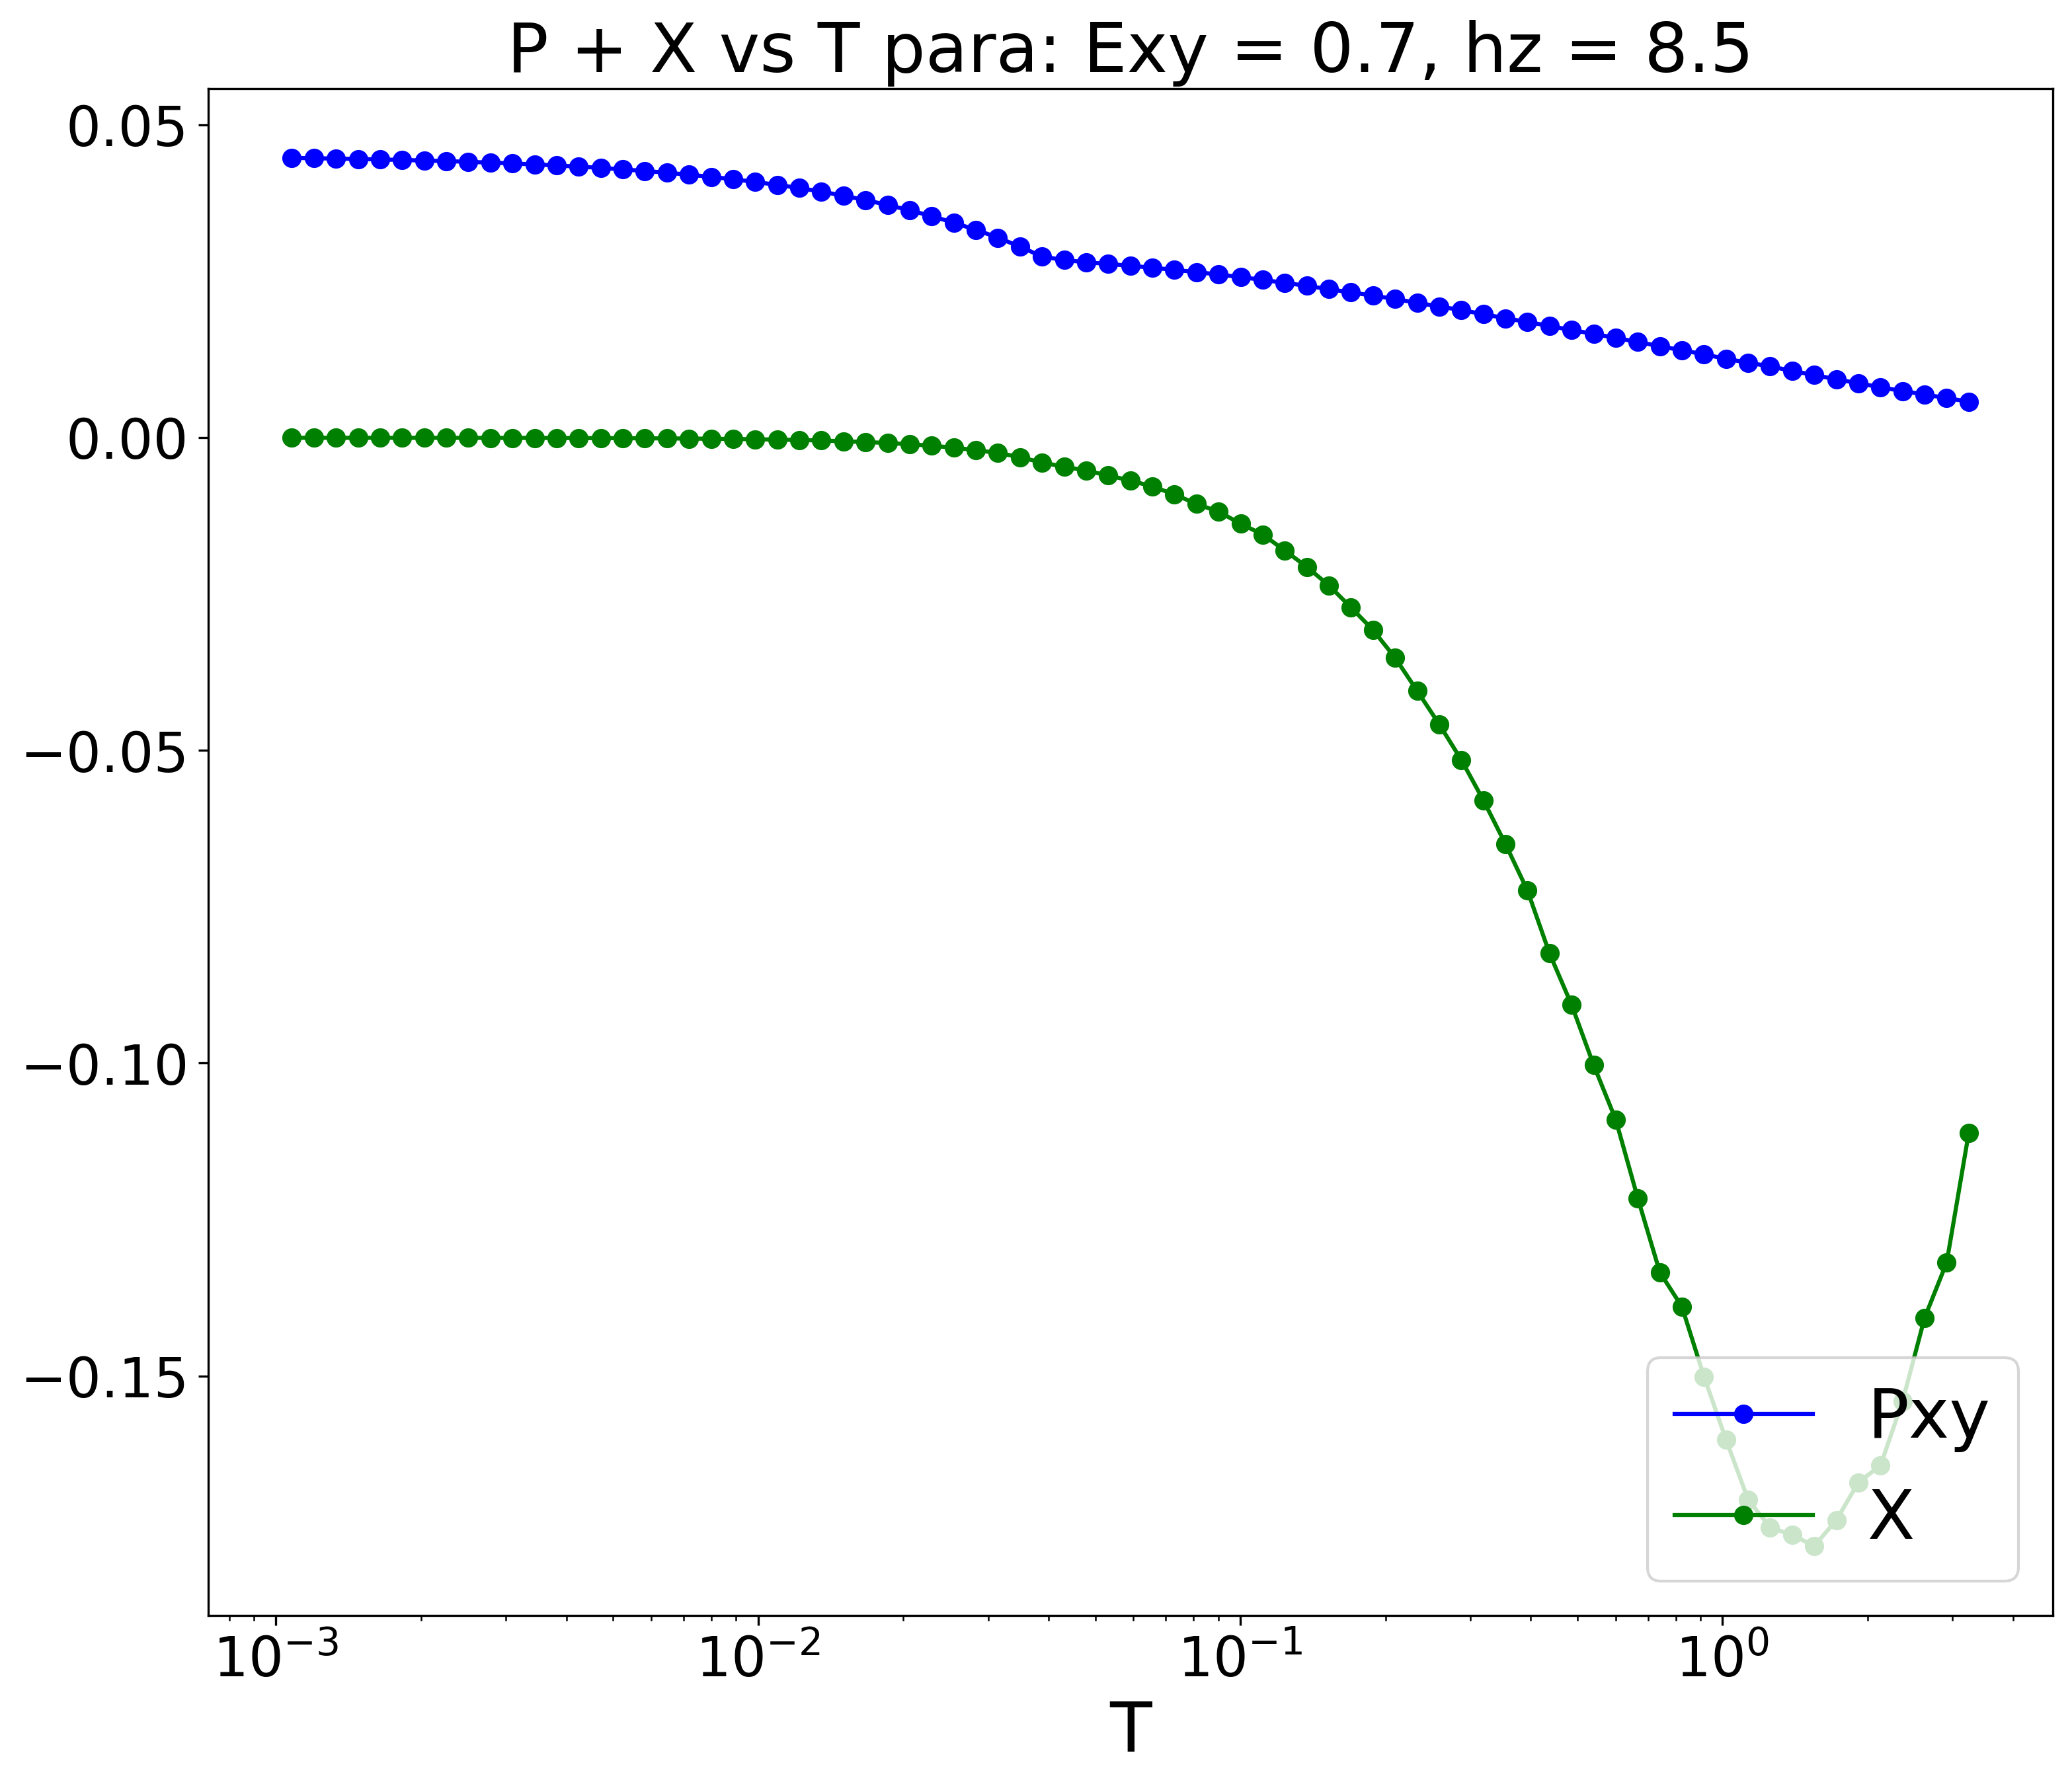 P + X vs T para: Exy = 0.7, hz = 8.5
0.05
0.00
−0.05
−0.10
−0.15
Pxy
X
10⁻³ 10⁻² 10⁻¹ 10⁰
T